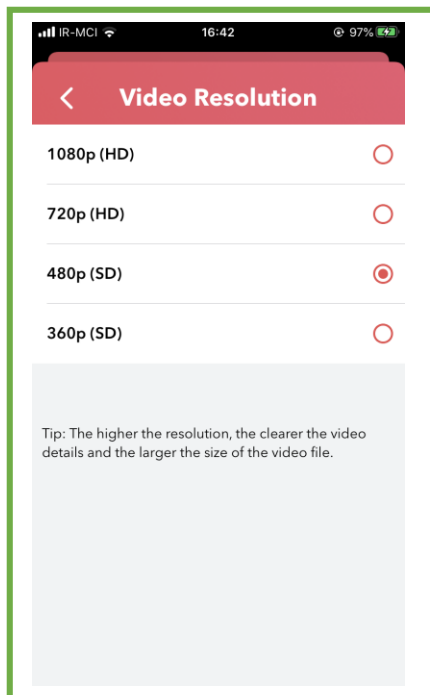 IR-MCI 16:42 97%
Video Resolution
1080p (HD)
720p (HD)
480p (SD)
360p (SD)
Tip: The higher the resolution, the clearer the video
details and the larger the size of the video file.